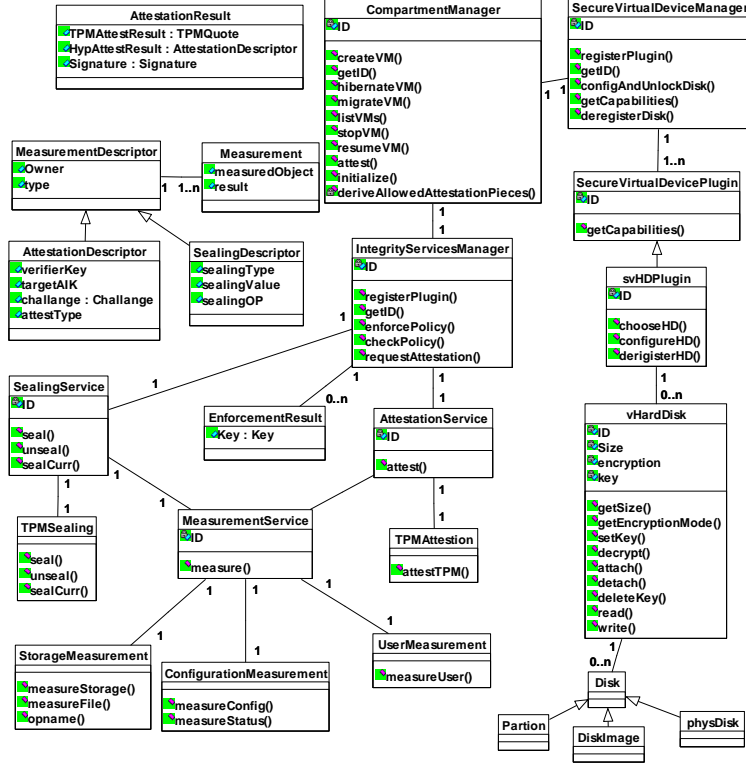 AttestationResult
TPMAttestResult : TPMQuote
HypAttestResult : AttestationDescriptor
Signature : Signature
CompartmentManager
ID
createVM()
getID()
hibernateVM()
migrateVM()
listVMs()
stopVM()
resumeVM()
attest()
initialize()
deriveAllowedAttestationPieces()
1
1
SecureVirtualDeviceManager
ID
registerPlugin()
getID()
configAndUnlockDisk()
getCapabilities()
deregisterDisk()
1
1..n
MeasurementDescriptor
Owner
type
1
1..n
Measurement
measuredObject
result
SecureVirtualDevicePlugin
ID
getCapabilities()
1
1
AttestationDescriptor
verifierKey
targetAIK
challange : Challange
attestType
SealingDescriptor
sealingType
sealingValue
sealingOP
IntegrityServicesManager
ID
registerPlugin()
getID()
enforcePolicy()
checkPolicy()
requestAttestation()
svHDPlugin
ID
chooseHD()
configureHD()
derigisterHD()
1
1
1
0..n
1
1
1
0..n
SealingService
ID
seal()
unseal()
sealCurr()
EnforcementResult
Key : Key
AttestationService
ID
attest()
vHardDisk
ID
Size
encryption
key
getSize()
getEncryptionMode()
setKey()
decrypt()
attach()
detach()
deleteKey()
read()
write()
1
1
1
1
1
1
TPMSealing
seal()
unseal()
sealCurr()
MeasurementService
ID
measure()
TPMAttestion
attestTPM()
1
1
1
1
1
1
1
0..n
StorageMeasurement
measureStorage()
measureFile()
opname()
ConfigurationMeasurement
measureConfig()
measureStatus()
UserMeasurement
measureUser()
Disk
Partion
DiskImage
physDisk